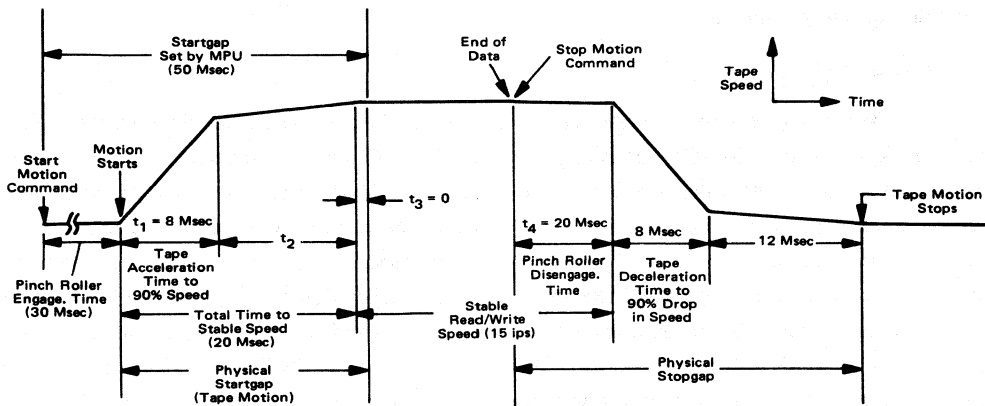 Startgap
Set by MPU
(50 Msec)
End of
Data
Stop Motion
Command
Tape
Speed
Time
Start
Motion
Command
Motion
Starts
t1 = 8 Msec
t2
t3 = 0
t4 = 20 Msec
8 Msec
12 Msec
Tape Motion
Stops
Pinch Roller
Engage. Time
(30 Msec)
Tape
Acceleration
Time to
90% Speed
Pinch Roller
Disengage.
Time
Tape
Deceleration
Time to
90% Drop
in Speed
Total Time to
Stable Speed
(20 Msec)
Stable
Read/Write
Speed (15 ips)
Physical
Startgap
(Tape Motion)
Physical
Stopgap